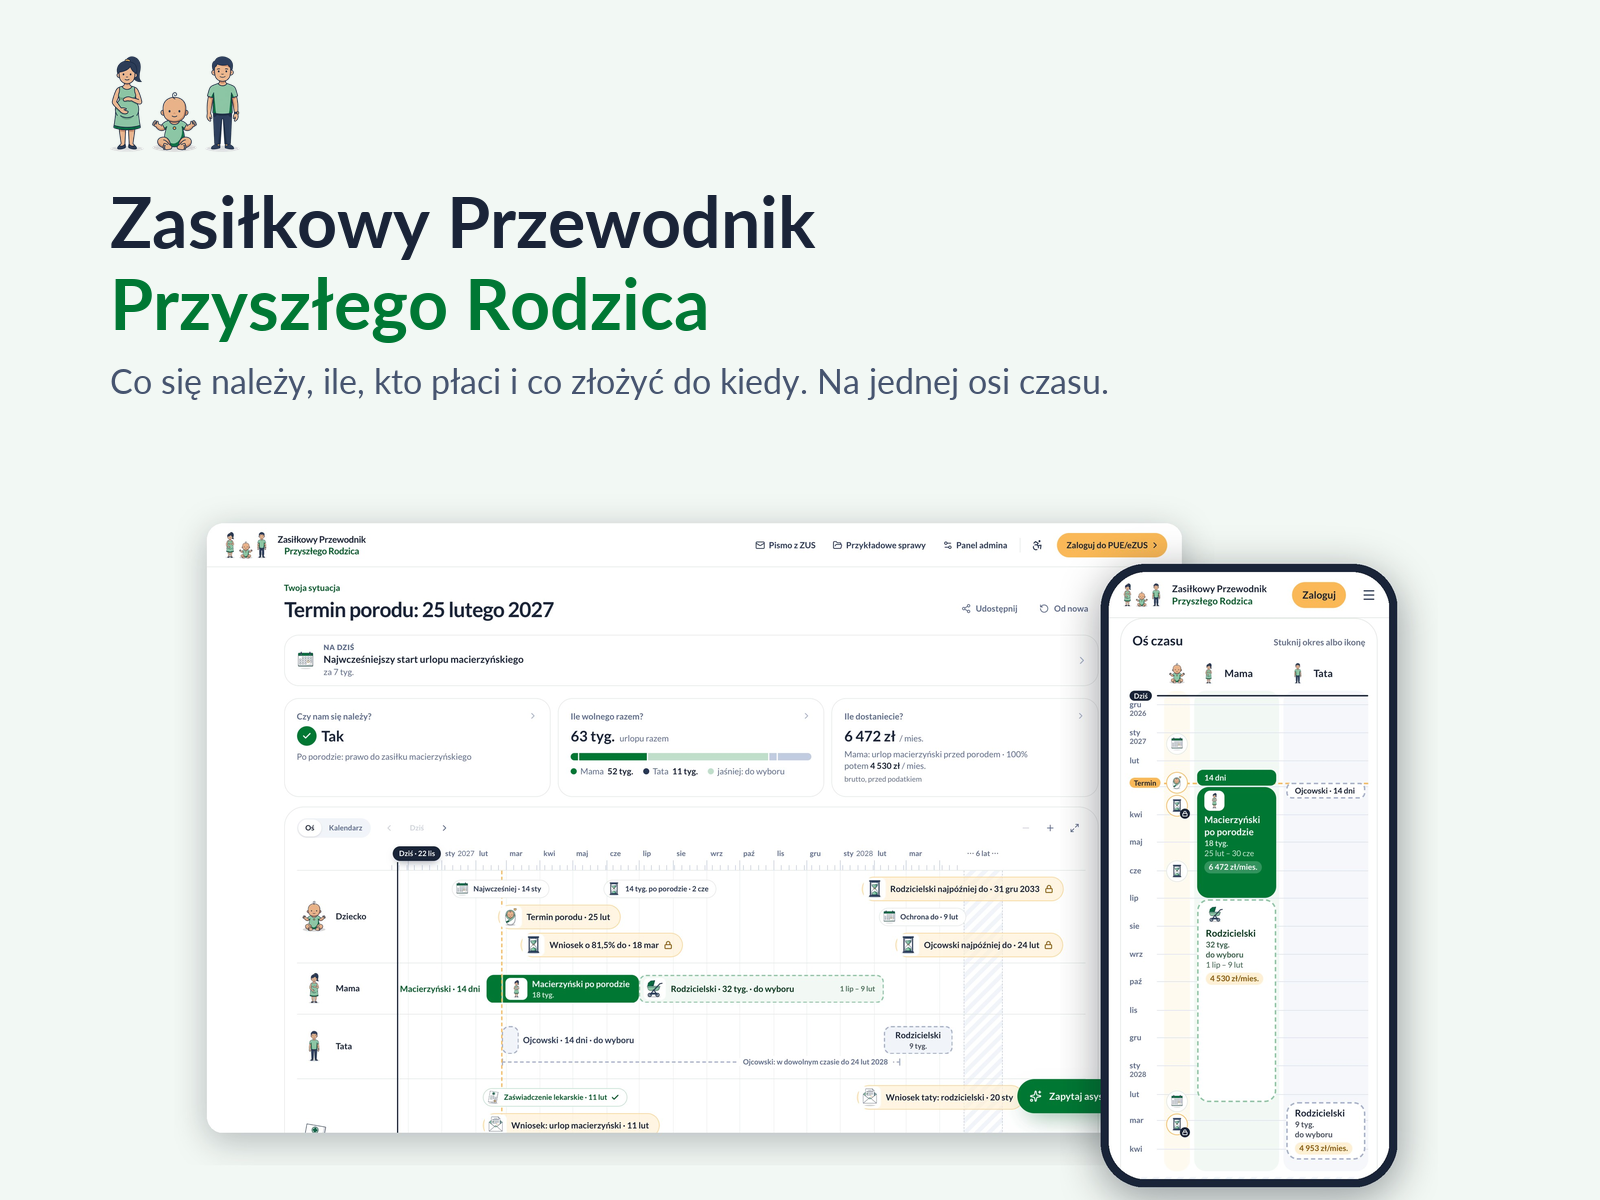 Zasiłkowy Przewodnik
Przyszłego Rodzica
Co się należy, ile, kto płaci i co złożyć do kiedy. Na jednej osi czasu.
Zasiłkowy Przewodnik
Przyszłego Rodzica
Pismo z ZUS
Przykładowe sprawy
Panel admina
Zaloguj do PUE/eZUS
Twoja sytuacja
Termin porodu: 25 lutego 2027
Udostępnij
Od nowa
NA DZIŚ
Najwcześniejszy start urlopu macierzyńskiego
za 7 tyg.
Czy nam się należy?
Tak
Po porodzie: prawo do zasiłku macierzyńskiego
Ile wolnego razem?
63 tyg. urlopu razem
Mama 52 tyg. Tata 11 tyg. jaśniej: do wyboru
Ile dostaniecie?
6 472 zł / mies.
Mama: urlop macierzyński przed porodem · 100%
potem 4 530 zł / mies.
brutto, przed podatkiem
Oś Kalendarz
Dziś
Dziś · 22 lis
sty 2027 lut mar kwi maj cze lip sie wrz paź lis gru sty 2028 lut mar ··· 6 lat ···
Dziecko
Najwcześniej · 14 sty
14 tyg. po porodzie · 2 cze
Rodzicielski najpóźniej do · 31 gru 2033
Termin porodu · 25 lut
Ochrona do · 9 lut
Wniosek o 81,5% do · 18 mar
Ojcowski najpóźniej do · 24 lut
Mama
Macierzyński · 14 dni
Macierzyński po porodzie
18 tyg.
Rodzicielski · 32 tyg. · do wyboru
1 lip – 9 lut
Tata
Ojcowski · 14 dni · do wyboru
Rodzicielski
9 tyg.
Ojcowski: w dowolnym czasie do 24 lut 2028
Zaświadczenie lekarskie · 11 lut
Wniosek taty: rodzicielski · 20 sty
Wniosek: urlop macierzyński · 11 lut
Zapytaj asys
Zasiłkowy Przewodnik
Przyszłego Rodzica
Zaloguj
Oś czasu
Stuknij okres albo ikonę
Mama
Tata
Dziś
gru
2026
sty
2027
lut
Termin
kwi
maj
cze
lip
sie
wrz
paź
lis
gru
sty
2028
lut
mar
kwi
14 dni
Ojcowski · 14 dni
Macierzyński
po porodzie
18 tyg.
25 lut – 30 cze
6 472 zł/mies.
Rodzicielski
32 tyg.
do wyboru
1 lip – 9 lut
4 530 zł/mies.
Rodzicielski
9 tyg.
do wyboru
4 953 zł/mies.